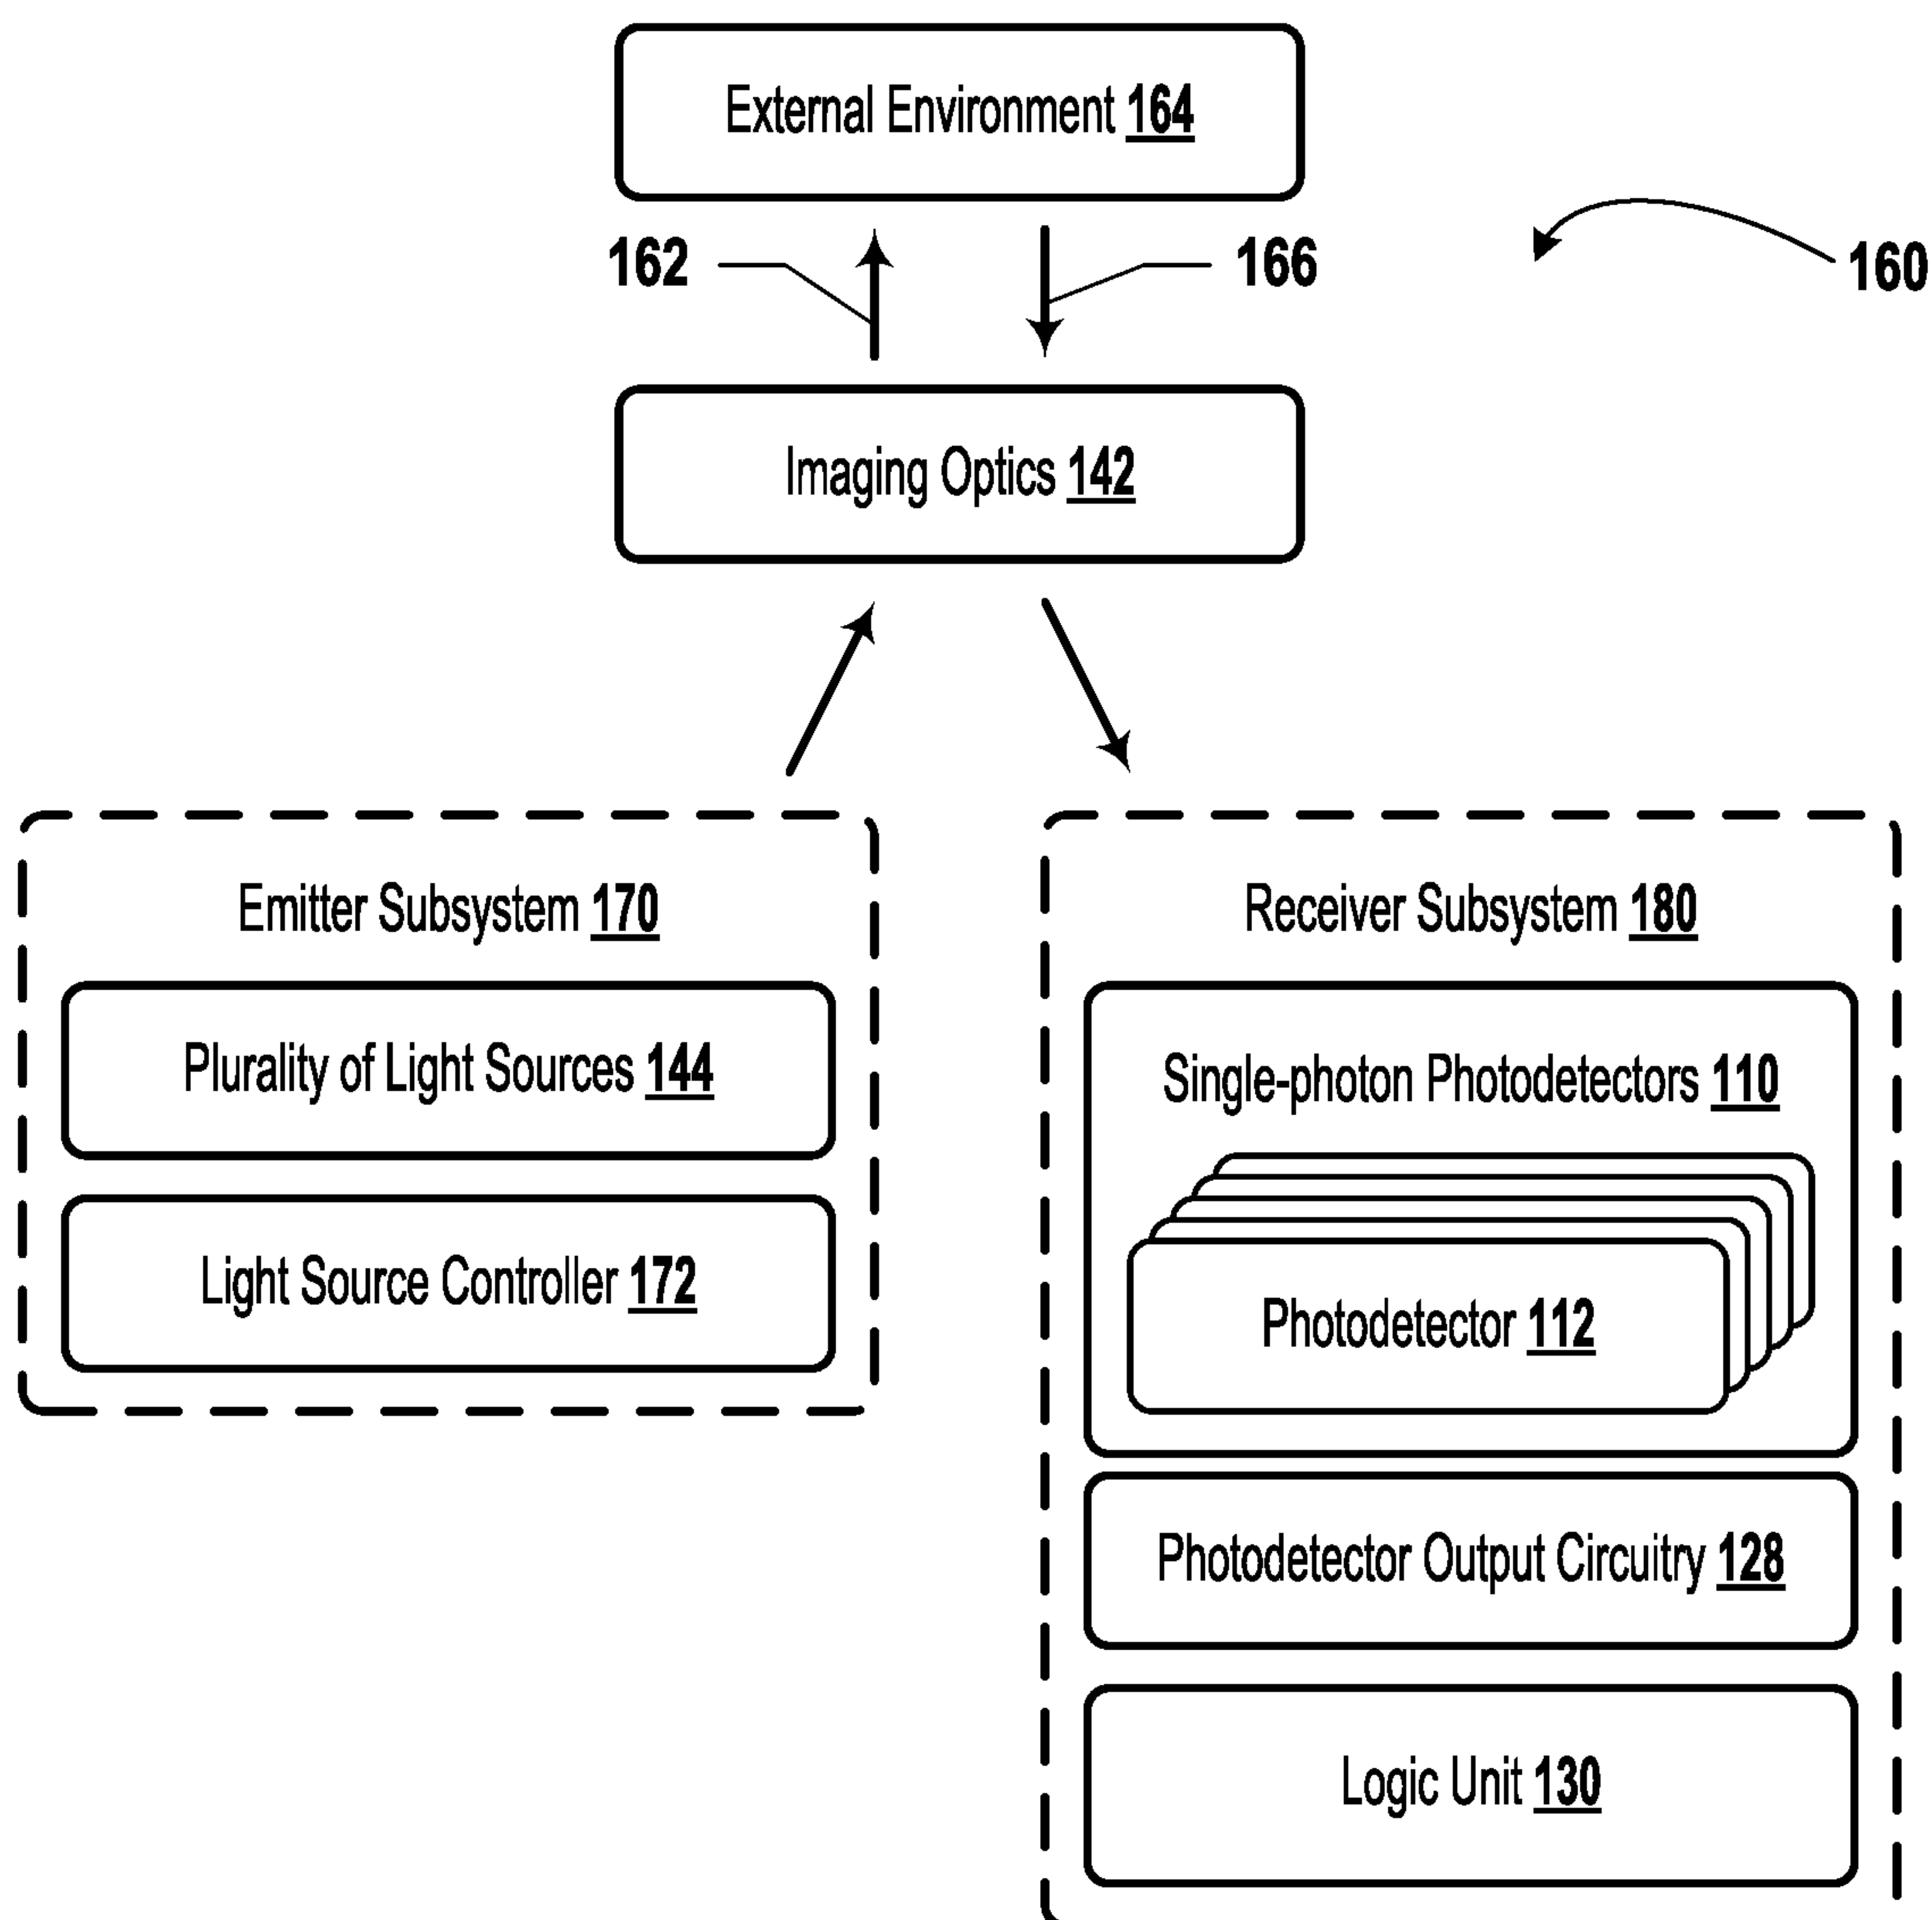 External Environment 164
162
166
160
Imaging Optics 142
Emitter Subsystem 170
Plurality of Light Sources 144
Light Source Controller 172
Receiver Subsystem 180
Single-photon Photodetectors 110
Photodetector 112
Photodetector Output Circuitry 128
Logic Unit 130